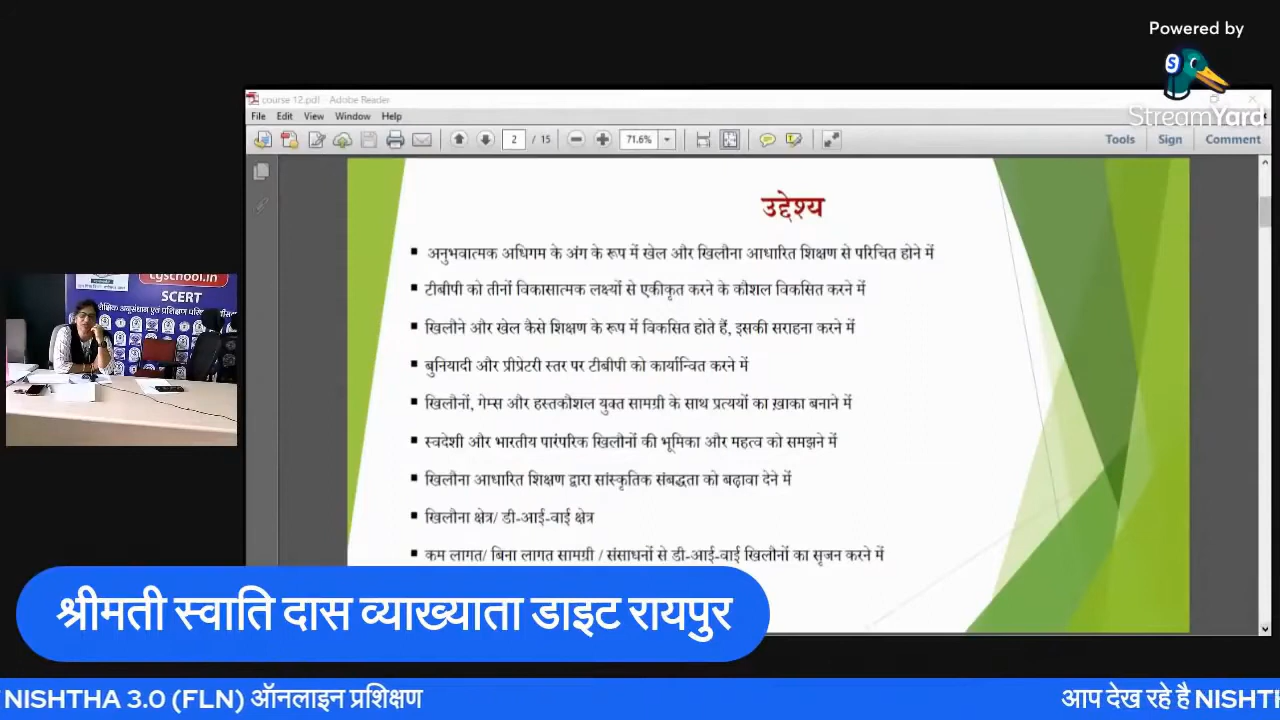 Powered by
StreamYard
course 12.pdf - Adobe Reader
File Edit View Window Help
2 / 15 71.6% Tools Sign Comment
उद्देश्य
अनुभवात्मक अधिगम के अंग के रूप में खेल और खिलौना आधारित शिक्षण से परिचित होने में
टीबीपी को तीनों विकासात्मक लक्ष्यों से एकीकृत करने के कौशल विकसित करने में
खिलौने और खेल कैसे शिक्षण के रूप में विकसित होते हैं, इसकी सराहना करने में
बुनियादी और प्रीप्रेटरी स्तर पर टीबीपी को कार्यान्वित करने में
खिलौनों, गेम्स और हस्तकौशल युक्त सामग्री के साथ प्रत्ययों का ख़ाका बनाने में
स्वदेशी और भारतीय पारंपरिक खिलौनों की भूमिका और महत्व को समझने में
खिलौना आधारित शिक्षण द्वारा सांस्कृतिक संबद्धता को बढ़ावा देने में
खिलौना क्षेत्र/ डी-आई-वाई क्षेत्र
कम लागत/ बिना लागत सामग्री / संसाधनों से डी-आई-वाई खिलौनों का सृजन करने में
cgschool.in
SCERT
श्रीमती स्वाति दास व्याख्याता डाइट रायपुर
NISHTHA 3.0 (FLN) ऑनलाइन प्रशिक्षण
आप देख रहे है NISHTH